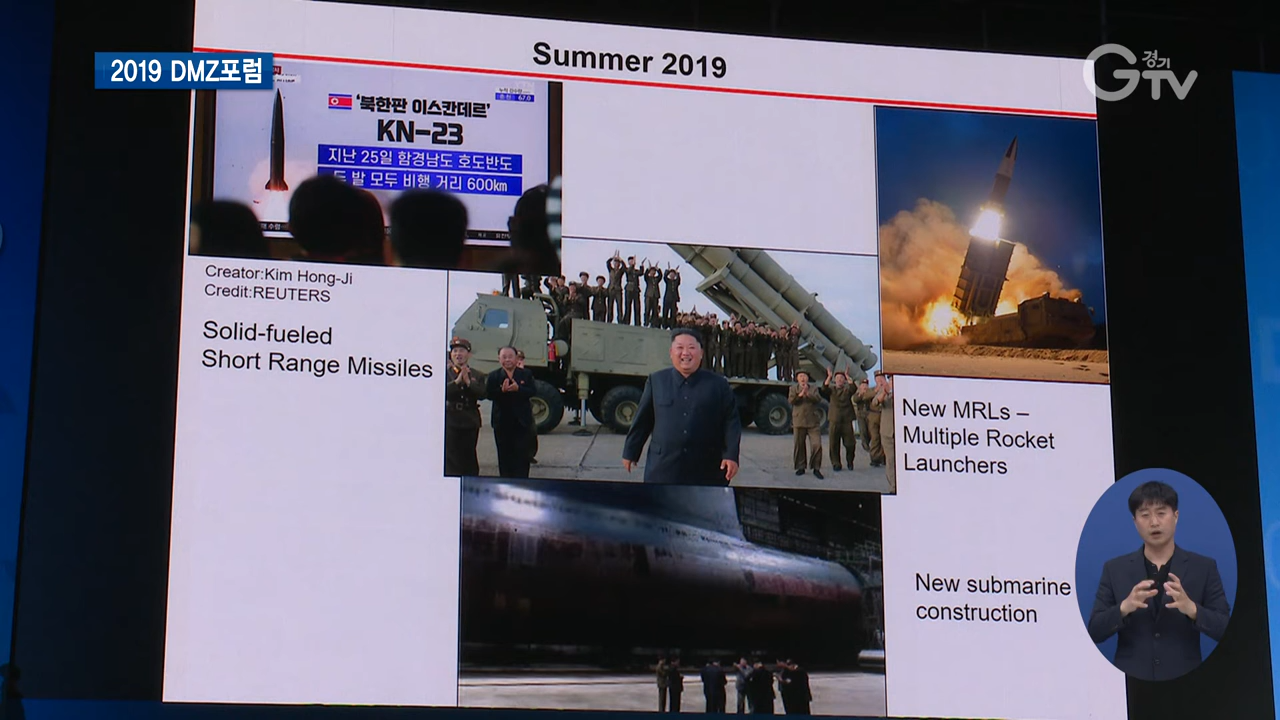 2019 DMZ포럼
경기
GTV
Summer 2019
'북한판 이스칸데르'
KN-23
지난 25일 함경남도 호도반도
두 발 모두 비행 거리 600km
Creator:Kim Hong-Ji
Credit:REUTERS
Solid-fueled
Short Range Missiles
New MRLs –
Multiple Rocket
Launchers
New submarine
construction